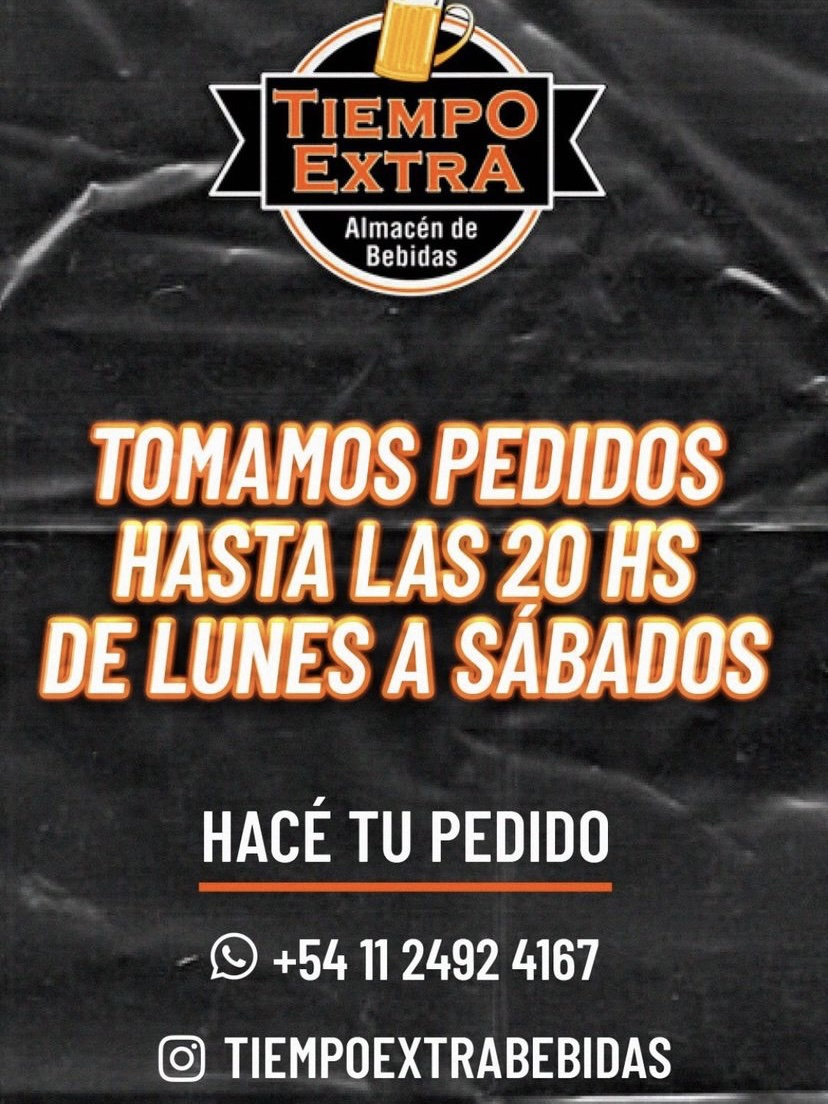 TIEMPO
EXTRA
Almacén de
Bebidas
TOMAMOS PEDIDOS
HASTA LAS 20 HS
DE LUNES A SÁBADOS
HACÉ TU PEDIDO
+54 11 2492 4167
TIEMPOEXTRABEBIDAS